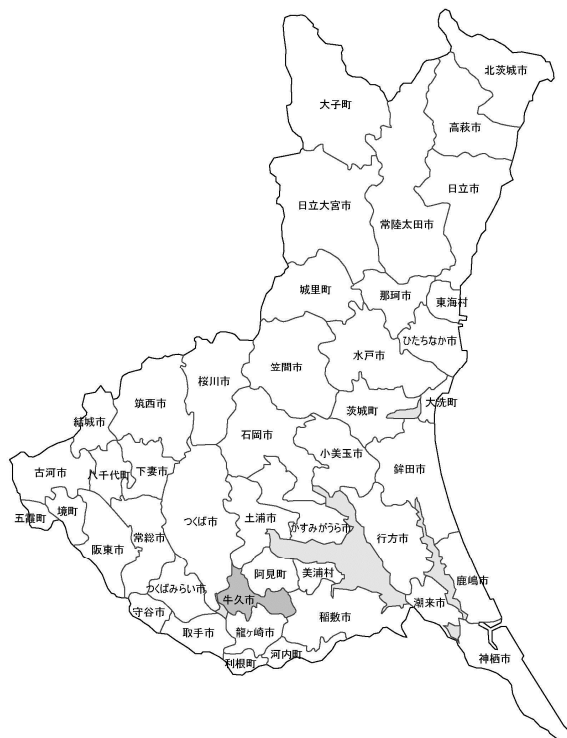 北茨城市
大子町
高萩市
日立市
日立大宮市
常陸太田市
城里町
那珂市
東海村
ひたちなか市
水戸市
笠間市
桜川市
筑西市
茨城町
大洗町
結城市
石岡市
小美玉市
鉾田市
古河市
八千代町
下妻市
五霞町
境町
つくば市
土浦市
かすみがうら市
行方市
常総市
坂東市
阿見町
美浦村
鹿嶋市
つくばみらい市
牛久市
潮来市
守谷市
稲敷市
取手市
龍ヶ崎市
河内町
利根町
神栖市